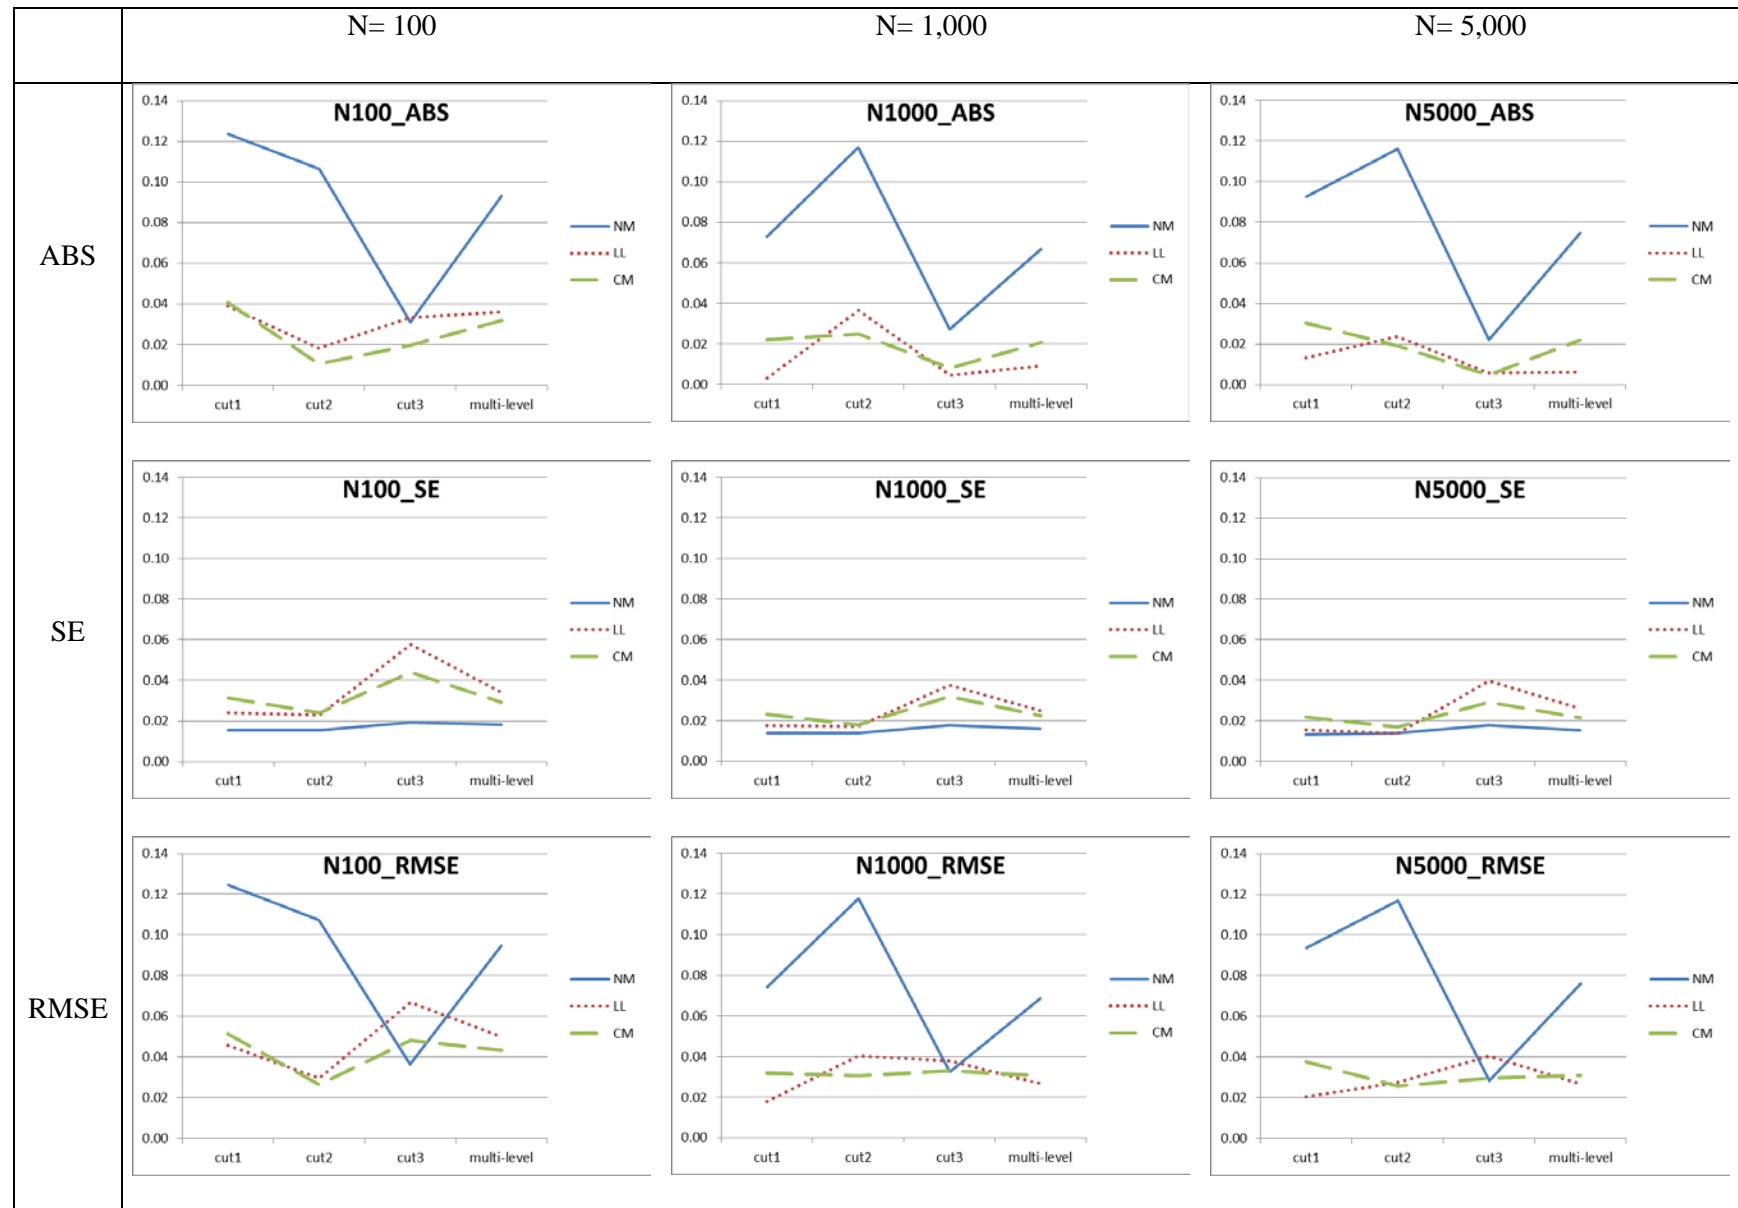 N= 100 N= 1,000 N= 5,000
ABS
N100_ABS
0.14
0.12
0.10
0.08
0.06
0.04
0.02
0.00
cut1 cut2 cut3 multi-level
NM
LL
CM
N1000_ABS
0.14
0.12
0.10
0.08
0.06
0.04
0.02
0.00
cut1 cut2 cut3 multi-level
NM
LL
CM
N5000_ABS
0.14
0.12
0.10
0.08
0.06
0.04
0.02
0.00
cut1 cut2 cut3 multi-level
NM
LL
CM
SE
N100_SE
0.14
0.12
0.10
0.08
0.06
0.04
0.02
0.00
cut1 cut2 cut3 multi-level
NM
LL
CM
N1000_SE
0.14
0.12
0.10
0.08
0.06
0.04
0.02
0.00
cut1 cut2 cut3 multi-level
NM
LL
CM
N5000_SE
0.14
0.12
0.10
0.08
0.06
0.04
0.02
0.00
cut1 cut2 cut3 multi-level
NM
LL
CM
RMSE
N100_RMSE
0.14
0.12
0.10
0.08
0.06
0.04
0.02
0.00
cut1 cut2 cut3 multi-level
NM
LL
CM
N1000_RMSE
0.14
0.12
0.10
0.08
0.06
0.04
0.02
0.00
cut1 cut2 cut3 multi-level
NM
LL
CM
N5000_RMSE
0.14
0.12
0.10
0.08
0.06
0.04
0.02
0.00
cut1 cut2 cut3 multi-level
NM
LL
CM